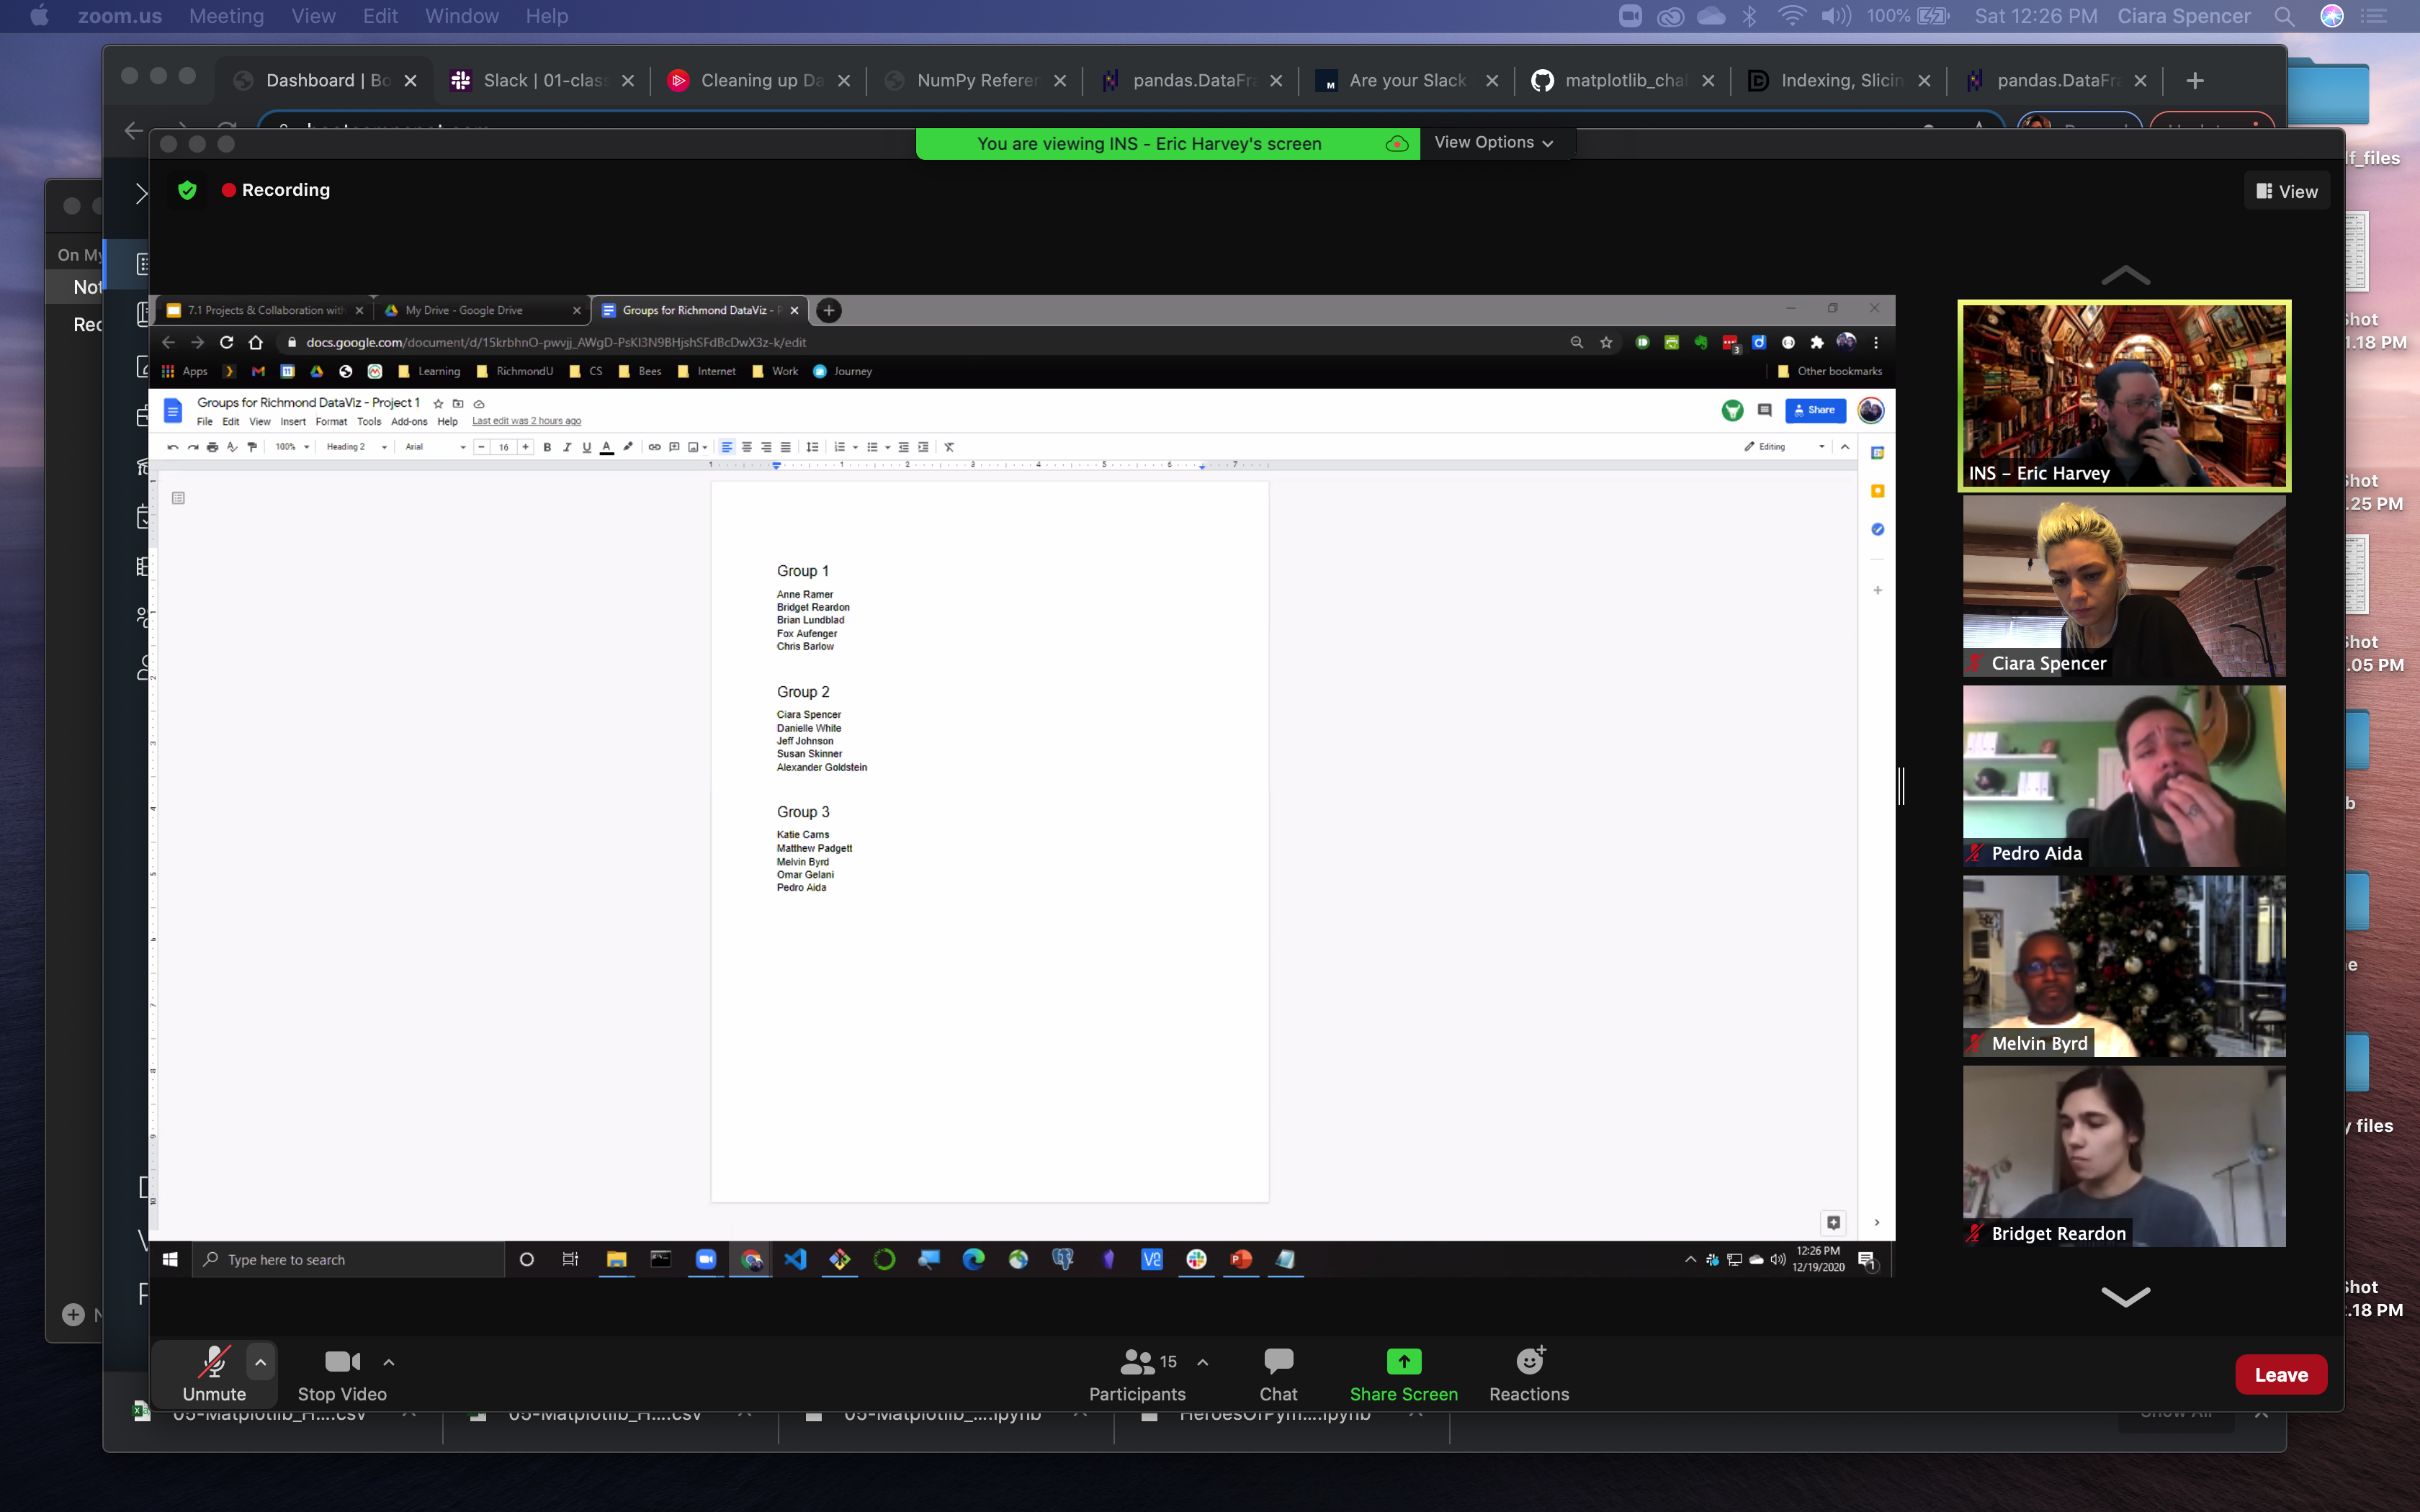 zoom.us Meeting View Edit Window Help 100% Sat 12:26 PM Ciara Spencer
Dashboard | Bo Slack | 01-class Cleaning up Da NumPy Referen pandas.DataFra Are your Slack matplotlib_chal Indexing, Slicin pandas.DataFra
You are viewing INS - Eric Harvey's screen View Options
lf_files
Recording View
On My
Not
Rec
7.1 Projects & Collaboration with My Drive - Google Drive Groups for Richmond DataViz - P
docs.google.com/document/d/15krbhnO-pwvjj_AWgD-PsKI3N9BHjshSFdBcDwX3z-k/edit
Apps Learning RichmondU CS Bees Internet Work Journey Other bookmarks
Groups for Richmond DataViz - Project 1
Share
File Edit View Insert Format Tools Add-ons Help Last edit was 2 hours ago
100% Heading 2 Arial 16 B I U A Editing
Group 1
Anne Ramer
Bridget Reardon
Brian Lundblad
Fox Aufenger
Chris Barlow
Group 2
Ciara Spencer
Danielle White
Jeff Johnson
Susan Skinner
Alexander Goldstein
Group 3
Katie Carns
Matthew Padgett
Melvin Byrd
Omar Gelani
Pedro Aida
INS - Eric Harvey
Ciara Spencer
Pedro Aida
Melvin Byrd
Bridget Reardon
Shot
1.18 PM
Shot
.25 PM
Shot
.05 PM
b
e
y files
Shot
2.18 PM
Type here to search
12:26 PM
12/19/2020
Unmute Stop Video 15 Participants Chat Share Screen Reactions Leave
05-Matplotlib_H....csv 05-Matplotlib_H....csv 05-Matplotlib_....ipynb HeroesOfPym....ipynb Show All